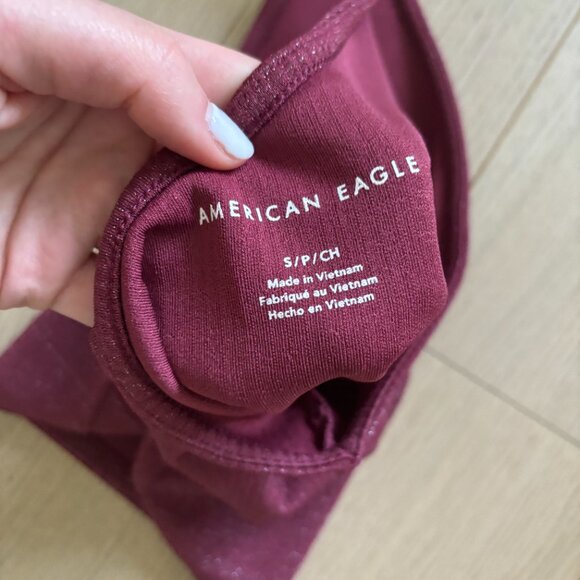 AMERICAN EAGLE
S/P/CH
Made in Vietnam
Fabriqué au Vietnam
Hecho en Vietnam